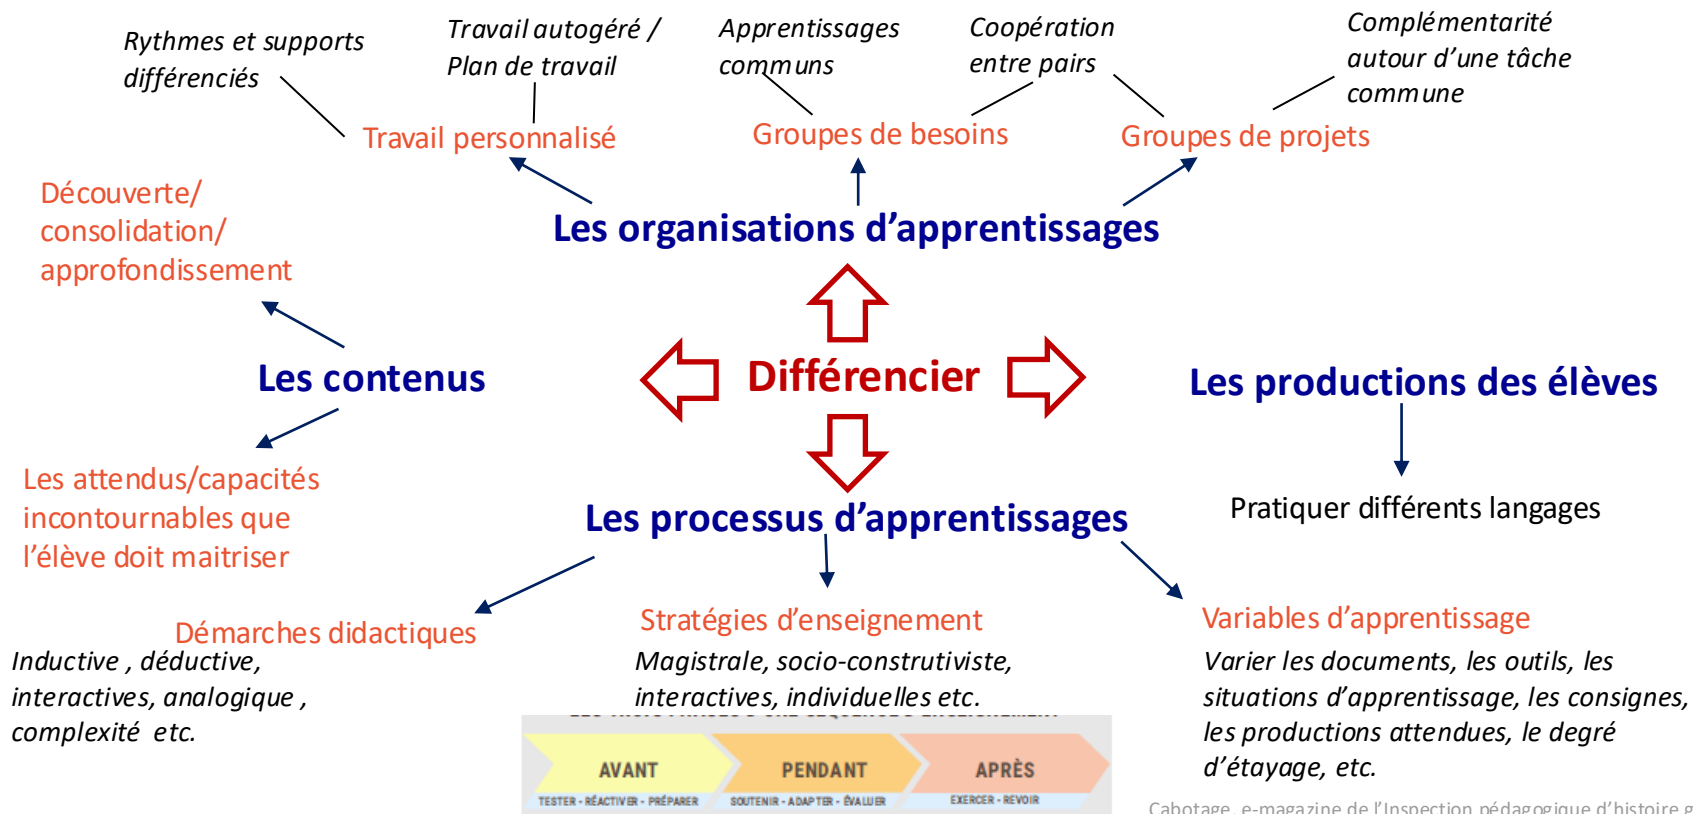 Rythmes et supports
différenciés
Travail autogéré /
Plan de travail
Apprentissages
communs
Coopération
entre pairs
Complémentarité
autour d’une tâche
commune
Travail personnalisé
Groupes de besoins
Groupes de projets
Découverte/
consolidation/
approfondissement
Les organisations d’apprentissages
Les contenus
Différencier
Les productions des élèves
Les attendus/capacités
incontournables que
l’élève doit maitriser
Les processus d’apprentissages
Pratiquer différents langages
Démarches didactiques
Inductive , déductive,
interactives, analogique ,
complexité etc.
Stratégies d’enseignement
Magistrale, socio-construtiviste,
interactives, individuelles etc.
Variables d’apprentissage
Varier les documents, les outils, les
situations d’apprentissage, les consignes,
les productions attendues, le degré
d’étayage, etc.
AVANT
PENDANT
APRÈS
TESTER - RÉACTIVER - PRÉPARER
SOUTENIR - ADAPTER - ÉVALUER
EXERCER - REVOIR
Cabotage, e-magazine de l’Inspection pédagogique d’histoire g